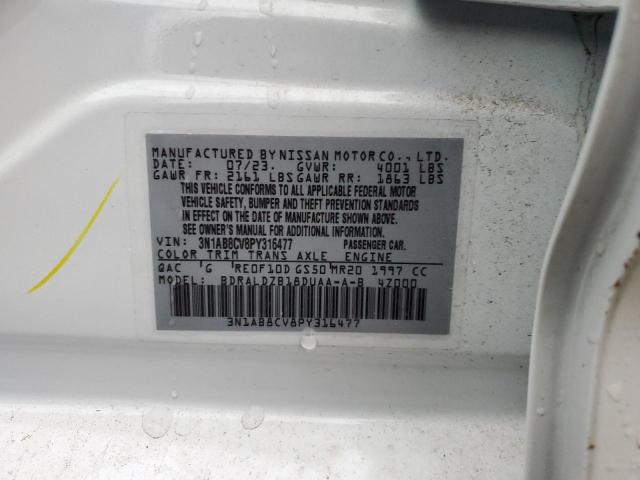 MANUFACTURED BY NISSAN MOTOR CO., LTD.
DATE: 07/23 GVWR: 4001 LBS
GAWR FR: 2161 LBS GAWR RR: 1863 LBS
THIS VEHICLE CONFORMS TO ALL APPLICABLE FEDERAL MOTOR
VEHICLE SAFETY, BUMPER AND THEFT PREVENTION STANDARDS
IN EFFECT ON THE DATE OF MANUFACTURE SHOWN ABOVE.
SEE OWNER'S MANUAL FOR ADDITIONAL INFORMATION
VIN: 3N1AB8CV8PY316477 PASSENGER CAR.
COLOR TRIM TRANS AXLE ENGINE
QAC G RE0F10D GS50 MR20 1997 CC
MODEL: BDRALDZB18DUAA-A-B 4Z000
3N1AB8CV8PY316477